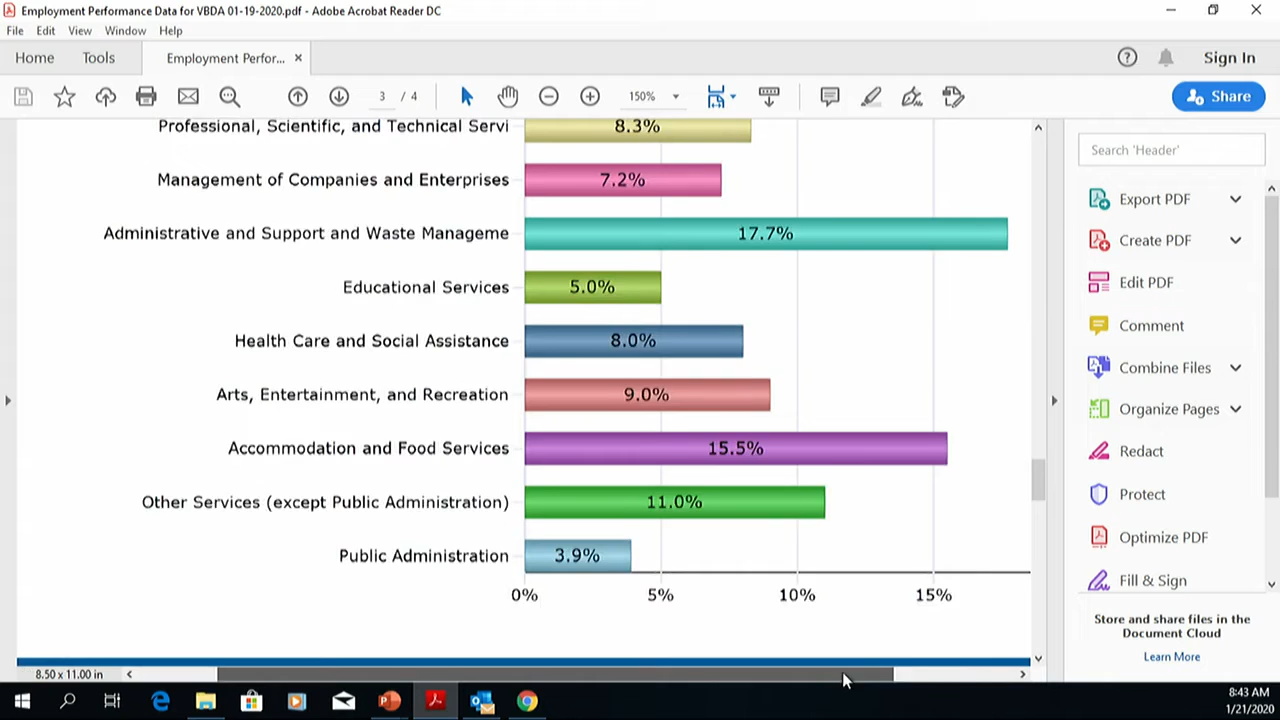 Employment Performance Data for VBDA 01-19-2020.pdf - Adobe Acrobat Reader DC
File Edit View Window Help
Home Tools Employment Perfor... ×
Sign In
3 / 4 150%
Share
Professional, Scientific, and Technical Servi 8.3%
Management of Companies and Enterprises 7.2%
Administrative and Support and Waste Manageme 17.7%
Educational Services 5.0%
Health Care and Social Assistance 8.0%
Arts, Entertainment, and Recreation 9.0%
Accommodation and Food Services 15.5%
Other Services (except Public Administration) 11.0%
Public Administration 3.9%
0% 5% 10% 15%
8.50 x 11.00 in
Search 'Header'
Export PDF
Create PDF
Edit PDF
Comment
Combine Files
Organize Pages
Redact
Protect
Optimize PDF
Fill & Sign
Store and share files in the
Document Cloud
Learn More
8:43 AM
1/21/2020